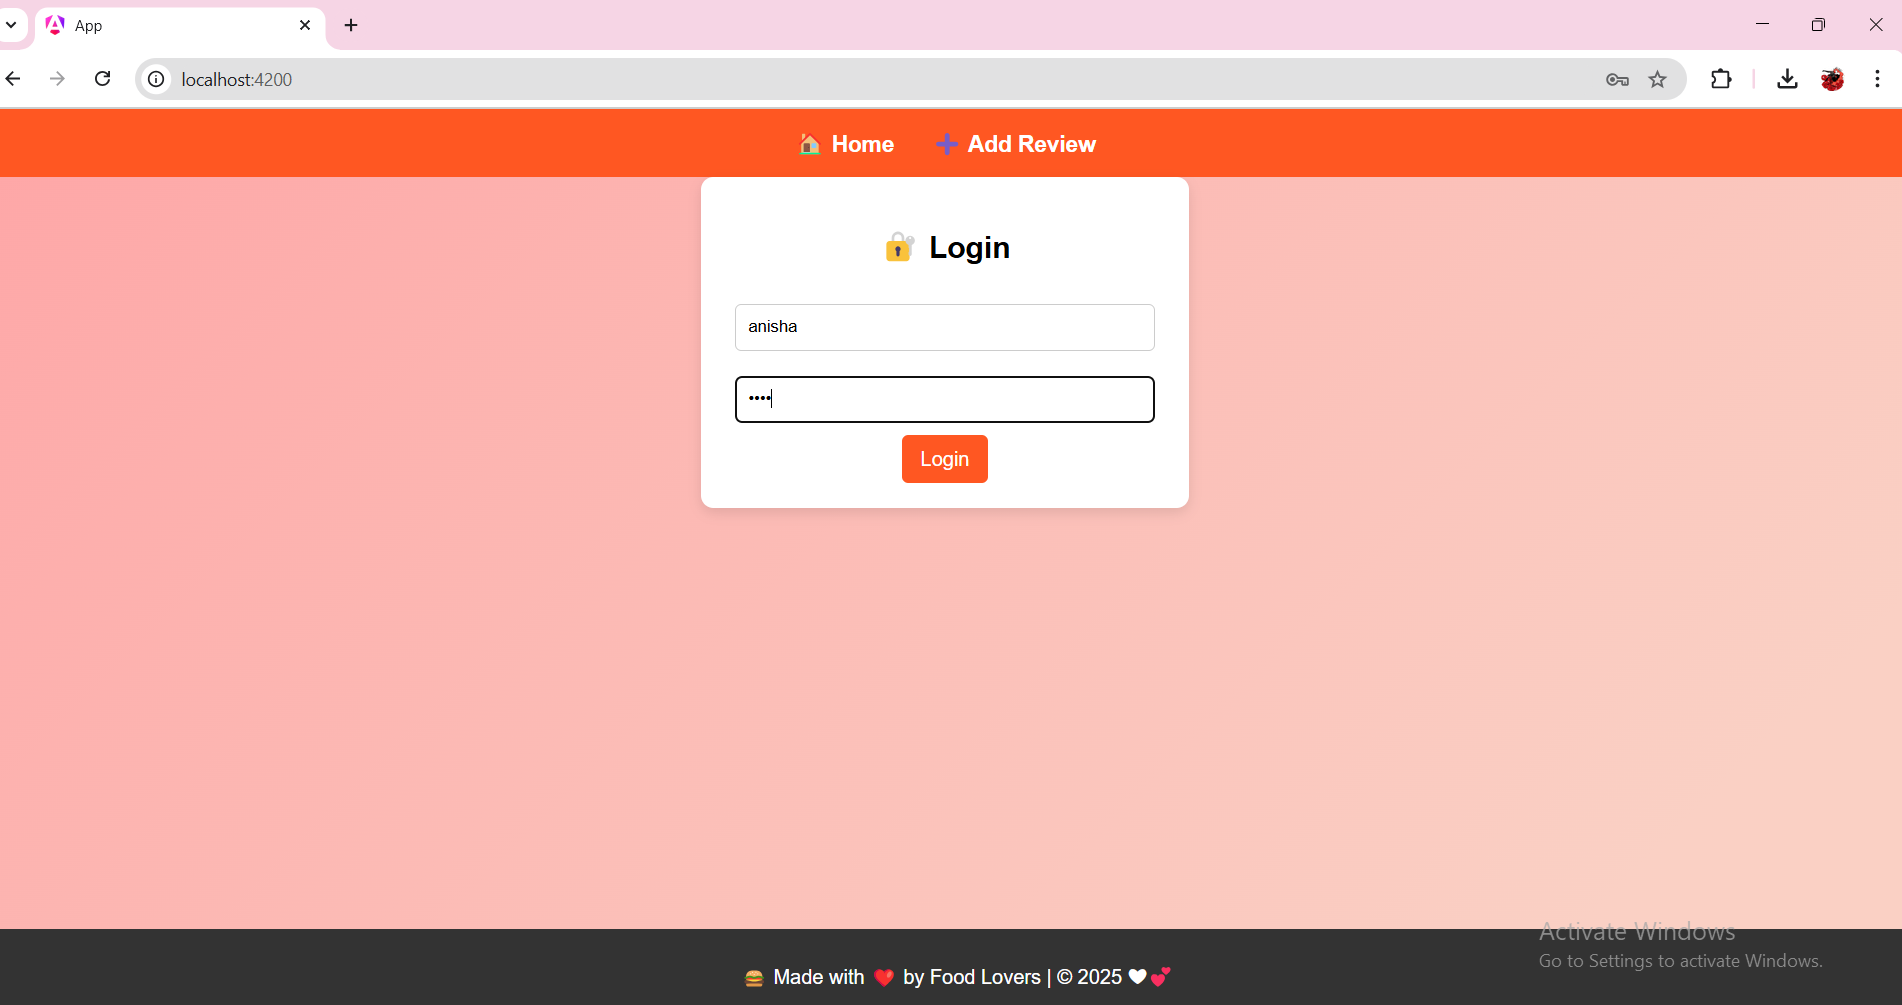 App
localhost:4200
🏠 Home ➕ Add Review
🔐 Login
anisha
••••
Login
Activate Windows
Go to Settings to activate Windows.
🍔 Made with ❤️ by Food Lovers | © 2025 🤍💕